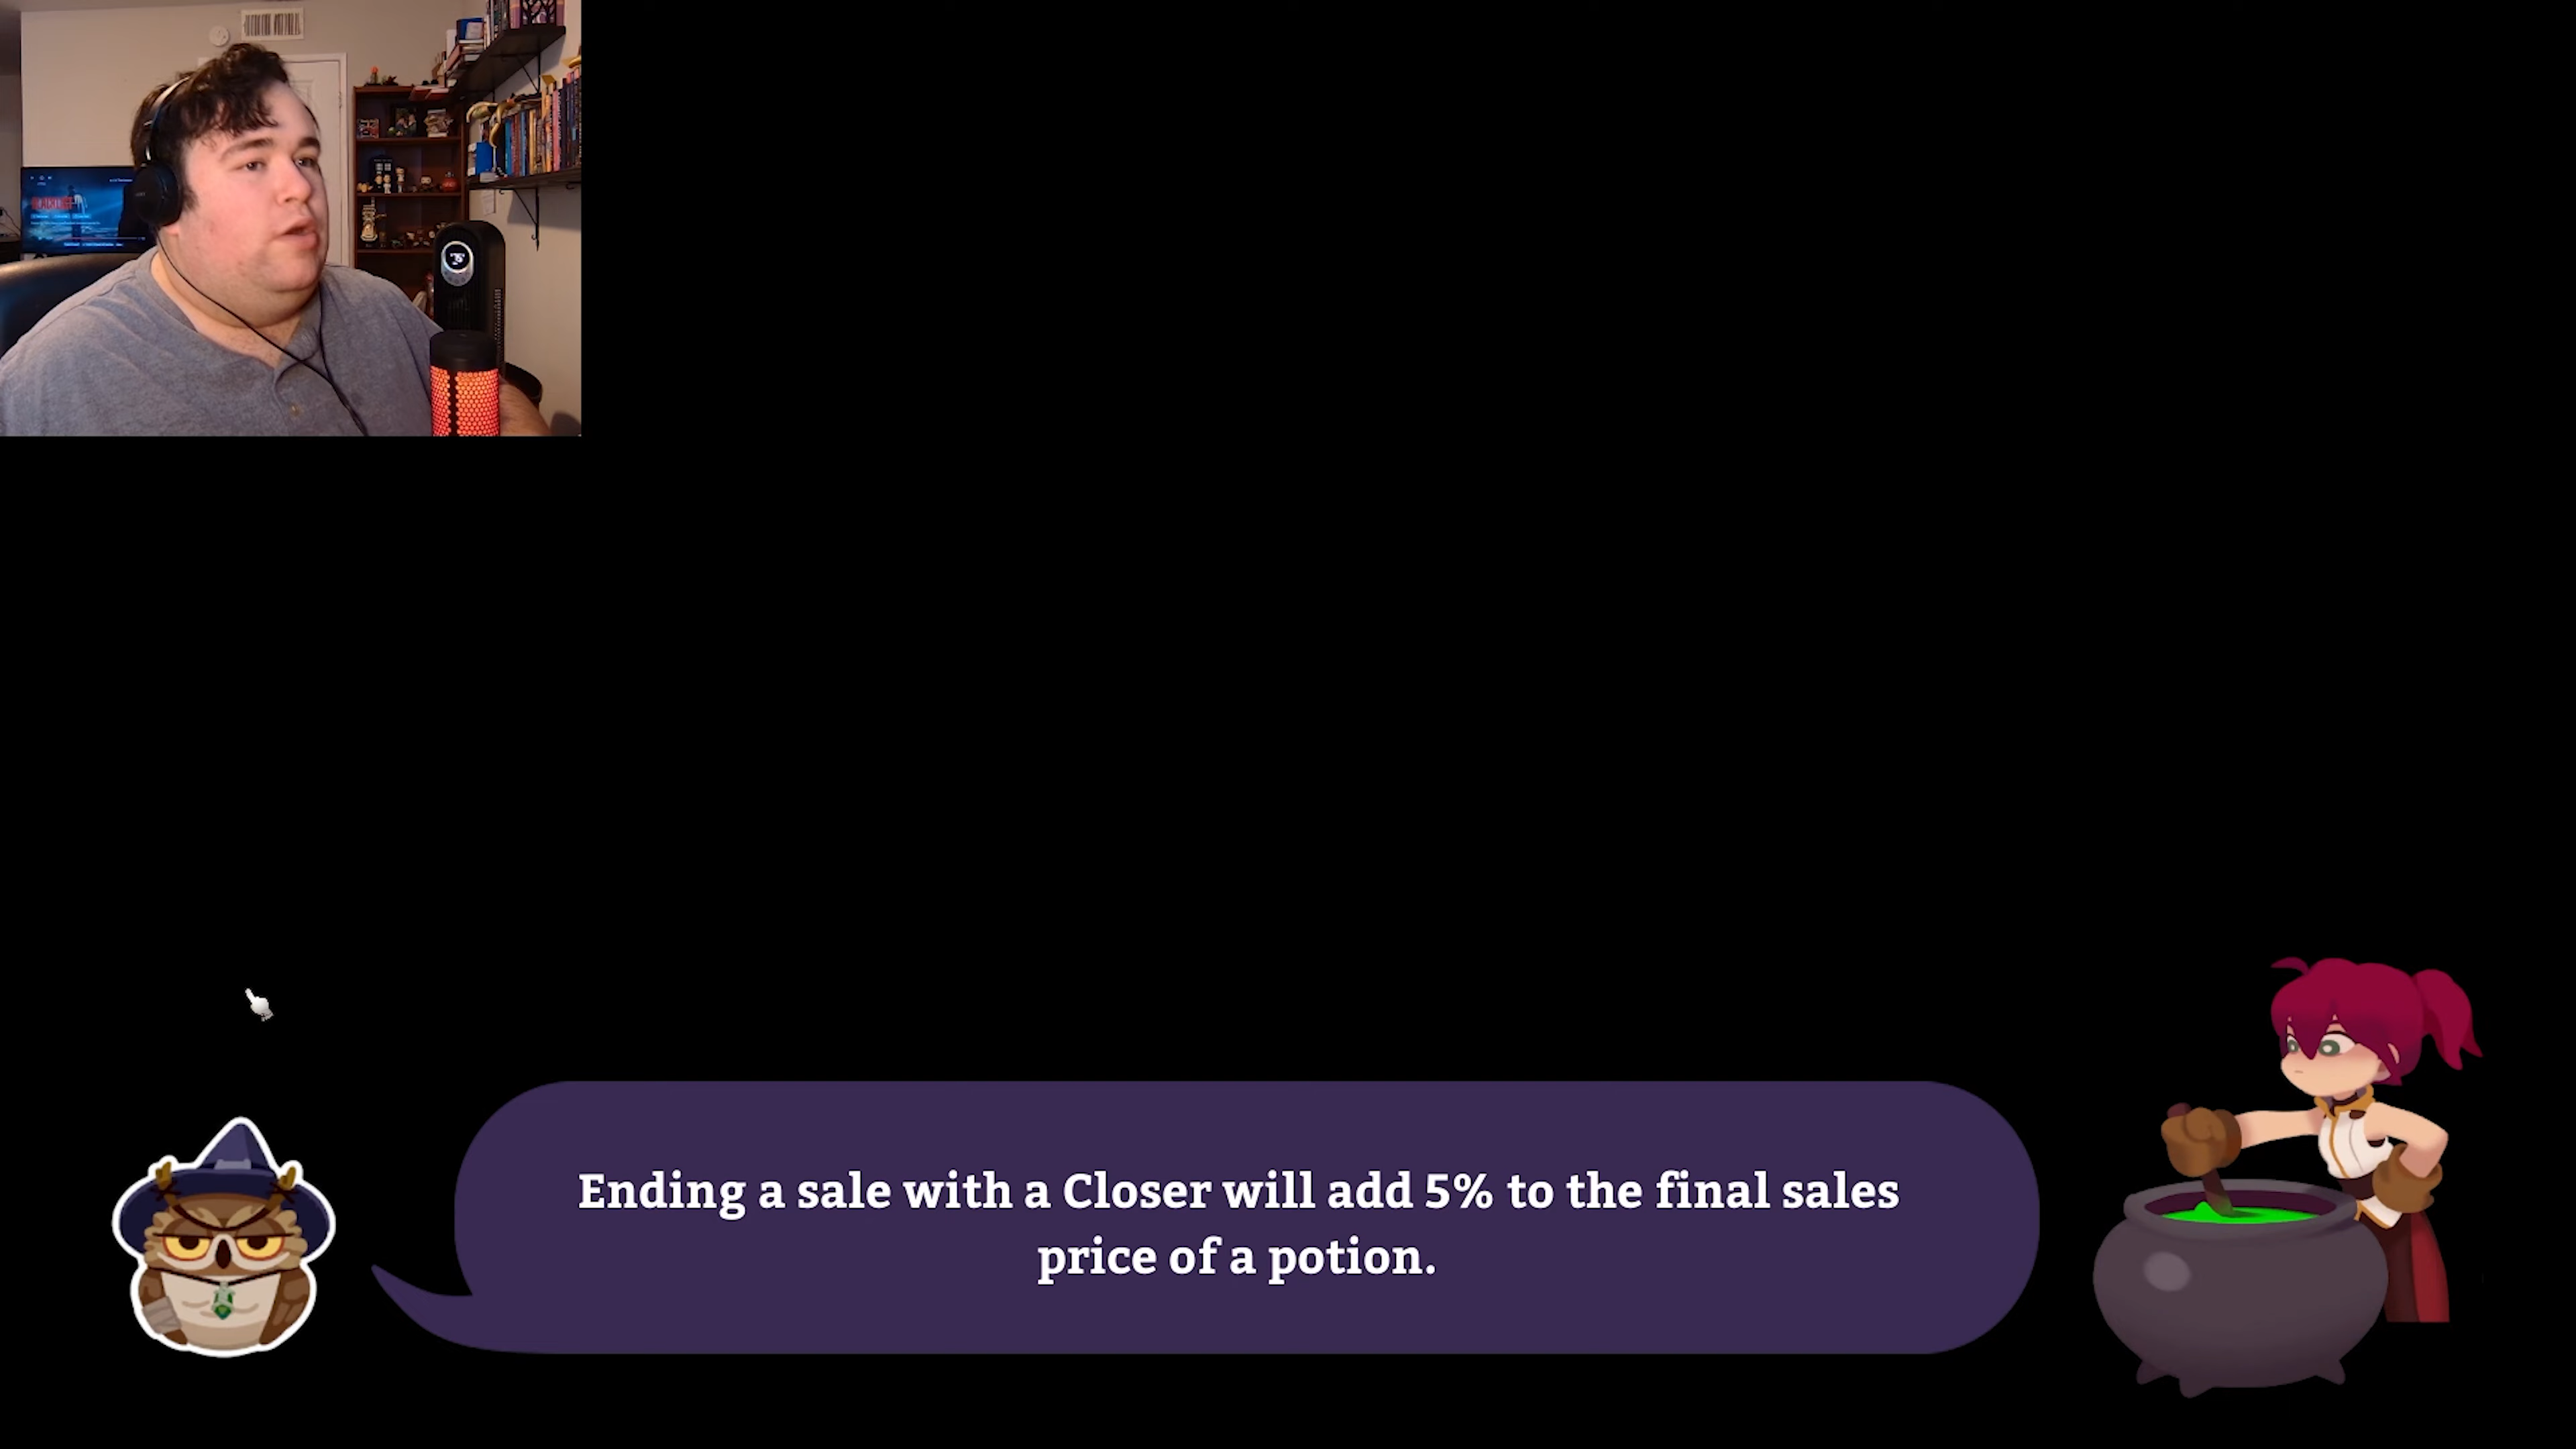 Ending a sale with a Closer will add 5% to the final sales
price of a potion.